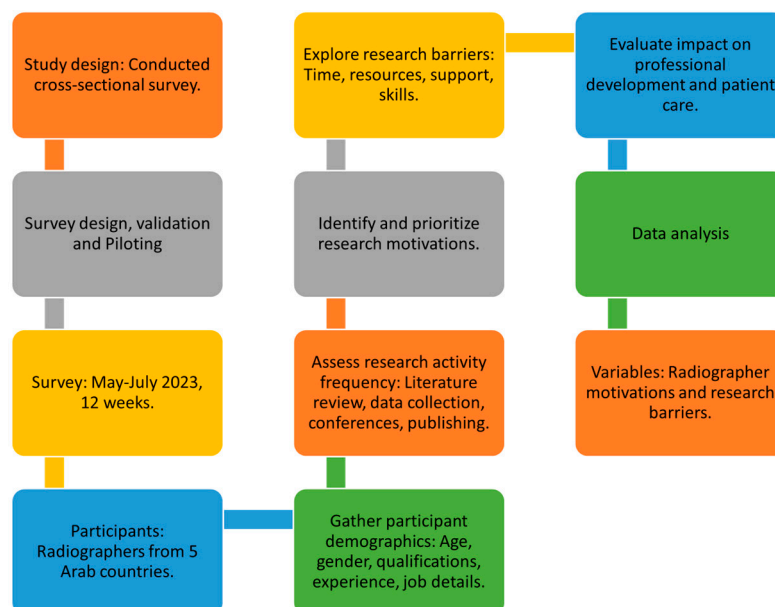 Study design: Conducted
cross-sectional survey.
Survey design, validation
and Piloting
Survey: May-July 2023,
12 weeks.
Participants:
Radiographers from 5
Arab countries.
Gather participant
demographics: Age,
gender, qualifications,
experience, job details.
Assess research activity
frequency: Literature
review, data collection,
conferences, publishing.
Identify and prioritize
research motivations.
Explore research barriers:
Time, resources, support,
skills.
Evaluate impact on
professional
development and patient
care.
Data analysis
Variables: Radiographer
motivations and research
barriers.